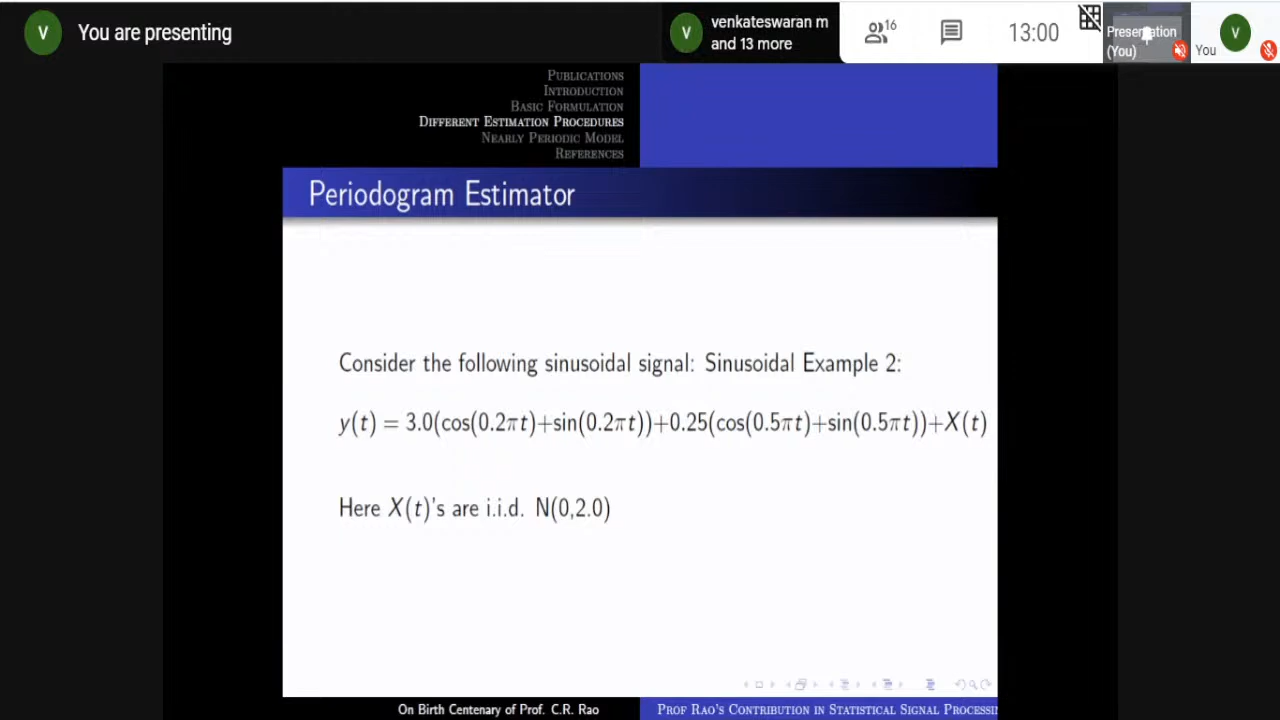 V
You are presenting
V
venkateswaran m
and 13 more
16
13:00
Presentation
(You)
You
V
Publications
Introduction
Basic Formulation
Different Estimation Procedures
Nearly Periodic Model
References
Periodogram Estimator
Consider the following sinusoidal signal: Sinusoidal Example 2:
y(t) = 3.0(cos(0.2πt)+sin(0.2πt))+0.25(cos(0.5πt)+sin(0.5πt))+X(t)
Here X(t)'s are i.i.d. N(0,2.0)
On Birth Centenary of Prof. C.R. Rao
Prof Rao's Contribution in Statistical Signal Processin